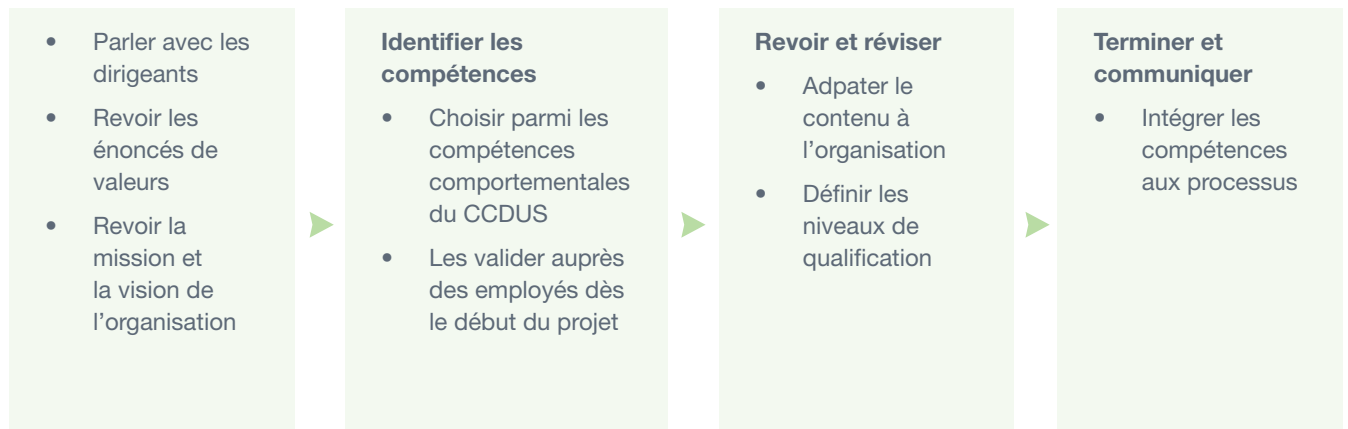 • Parler avec les
dirigeants
• Revoir les
énoncés de
valeurs
• Revoir la
mission et
la vision de
l’organisation
Identifier les
compétences
• Choisir parmi les
compétences
comportementales
du CCDUS
• Les valider auprès
des employés dès
le début du projet
Revoir et réviser
• Adpater le
contenu à
l’organisation
• Définir les
niveaux de
qualification
Terminer et
communiquer
• Intégrer les
compétences
aux processus